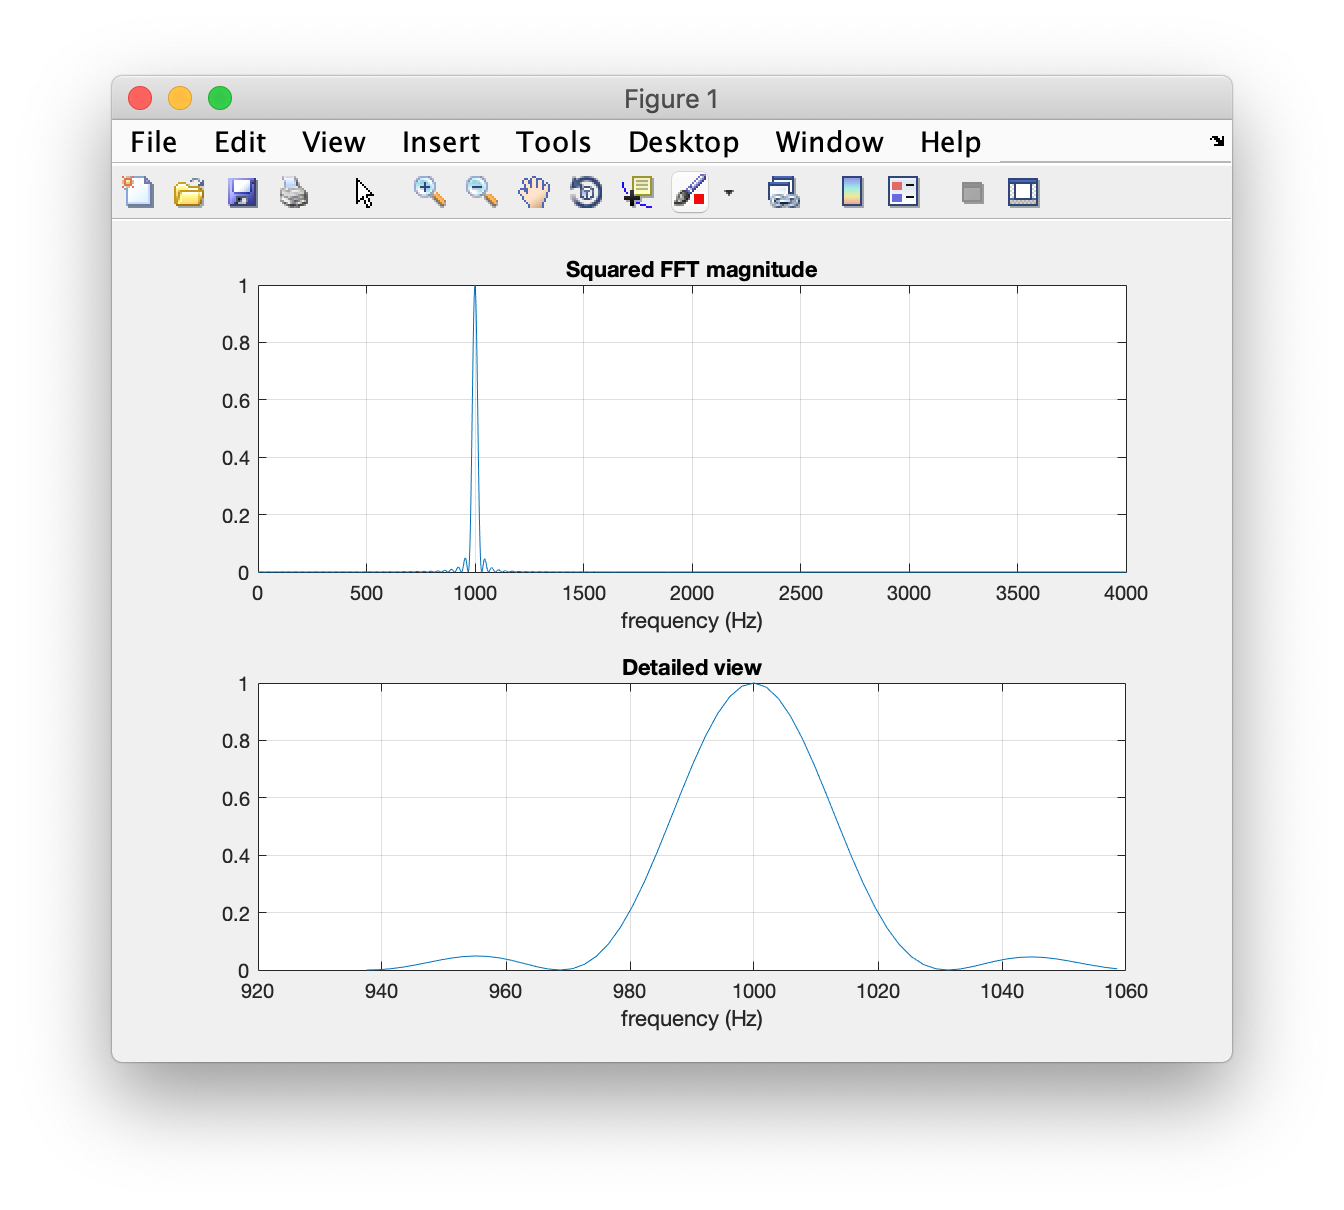 Figure 1
File Edit View Insert Tools Desktop Window Help
Squared FFT magnitude
1
0.8
0.6
0.4
0.2
0
0 500 1000 1500 2000 2500 3000 3500 4000
frequency (Hz)
Detailed view
1
0.8
0.6
0.4
0.2
0
920 940 960 980 1000 1020 1040 1060
frequency (Hz)